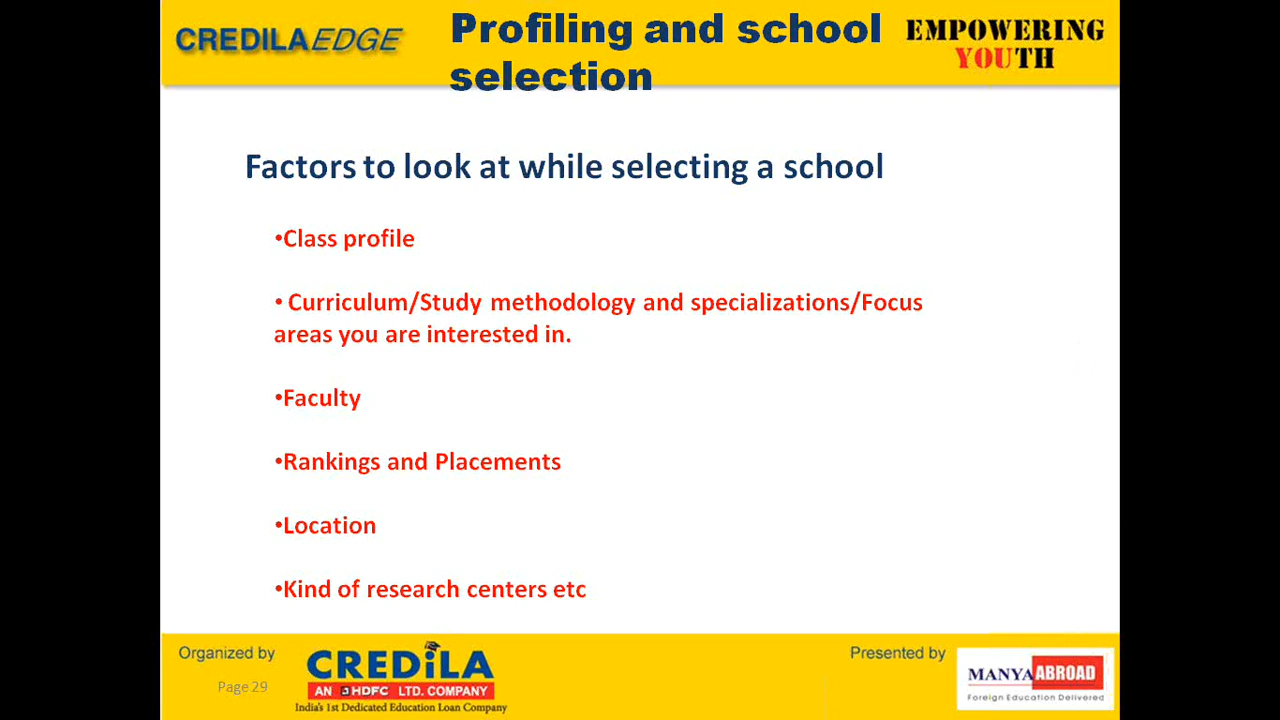 CREDILA EDGE
Profiling and school
selection
EMPOWERING
YOUTH
Factors to look at while selecting a school
•Class profile
• Curriculum/Study methodology and specializations/Focus
areas you are interested in.
•Faculty
•Rankings and Placements
•Location
•Kind of research centers etc
Organized by
Page 29
CREDiLA
AN HDFC LTD. COMPANY
India's 1st Dedicated Education Loan Company
Presented by
MANYA ABROAD
Foreign Education Delivered